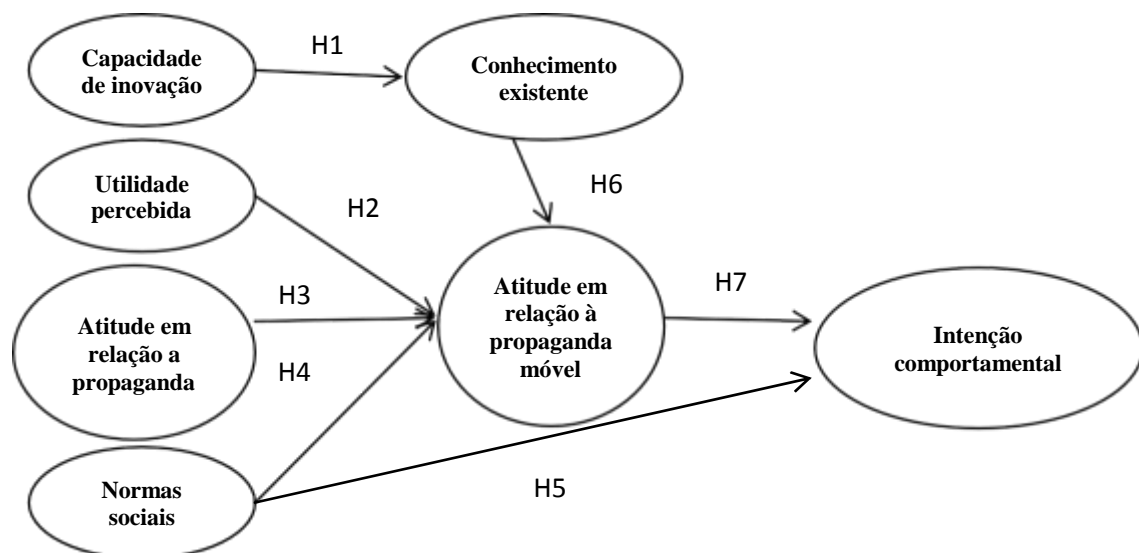 Capacidade
de inovação
H1
Conhecimento
existente
Utilidade
percebida
H2
H6
Atitude em
relação a
propaganda
H3
H4
Atitude em
relação à
propaganda
móvel
H7
Intenção
comportamental
Normas
sociais
H5